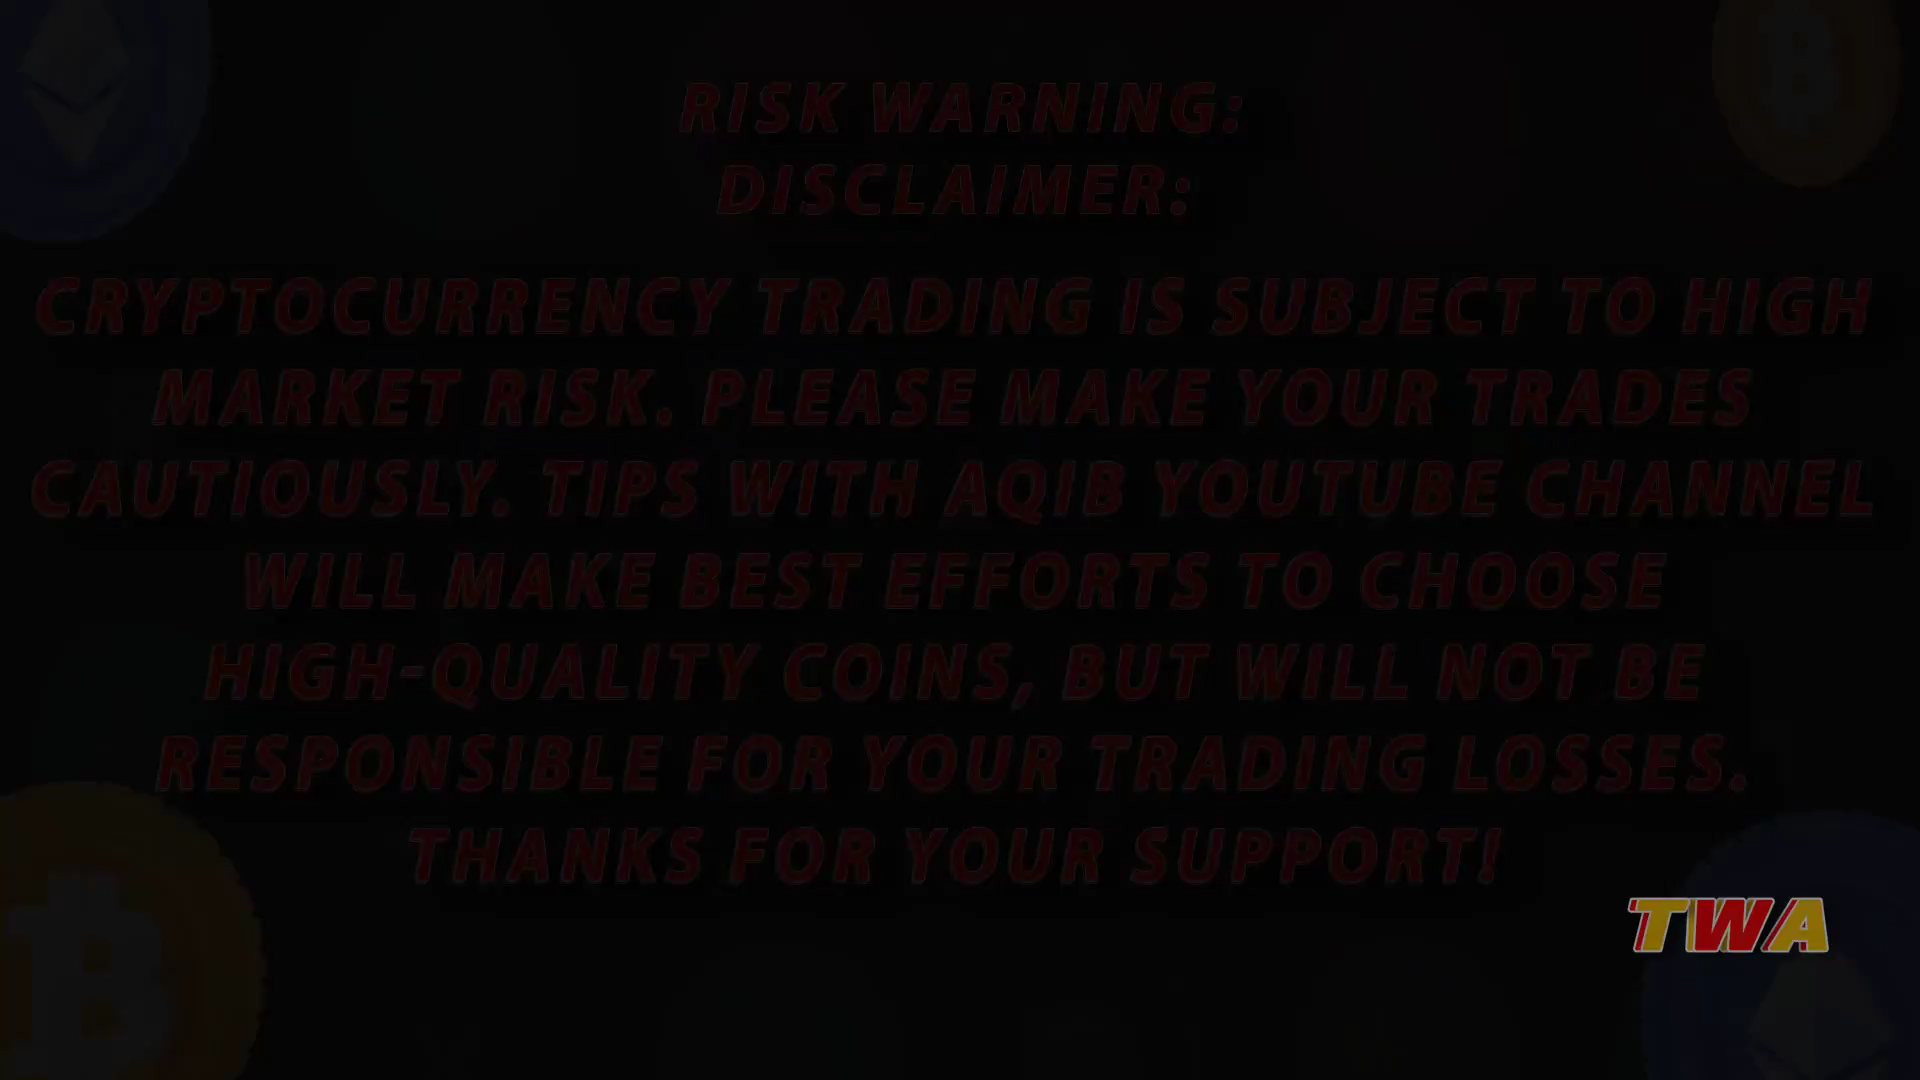 RISK WARNING:
DISCLAIMER:
CRYPTOCURRENCY TRADING IS SUBJECT TO HIGH
MARKET RISK. PLEASE MAKE YOUR TRADES
CAUTIOUSLY. TIPS WITH AQIB YOUTUBE CHANNEL
WILL MAKE BEST EFFORTS TO CHOOSE
HIGH-QUALITY COINS, BUT WILL NOT BE
RESPONSIBLE FOR YOUR TRADING LOSSES.
THANKS FOR YOUR SUPPORT!
TWA